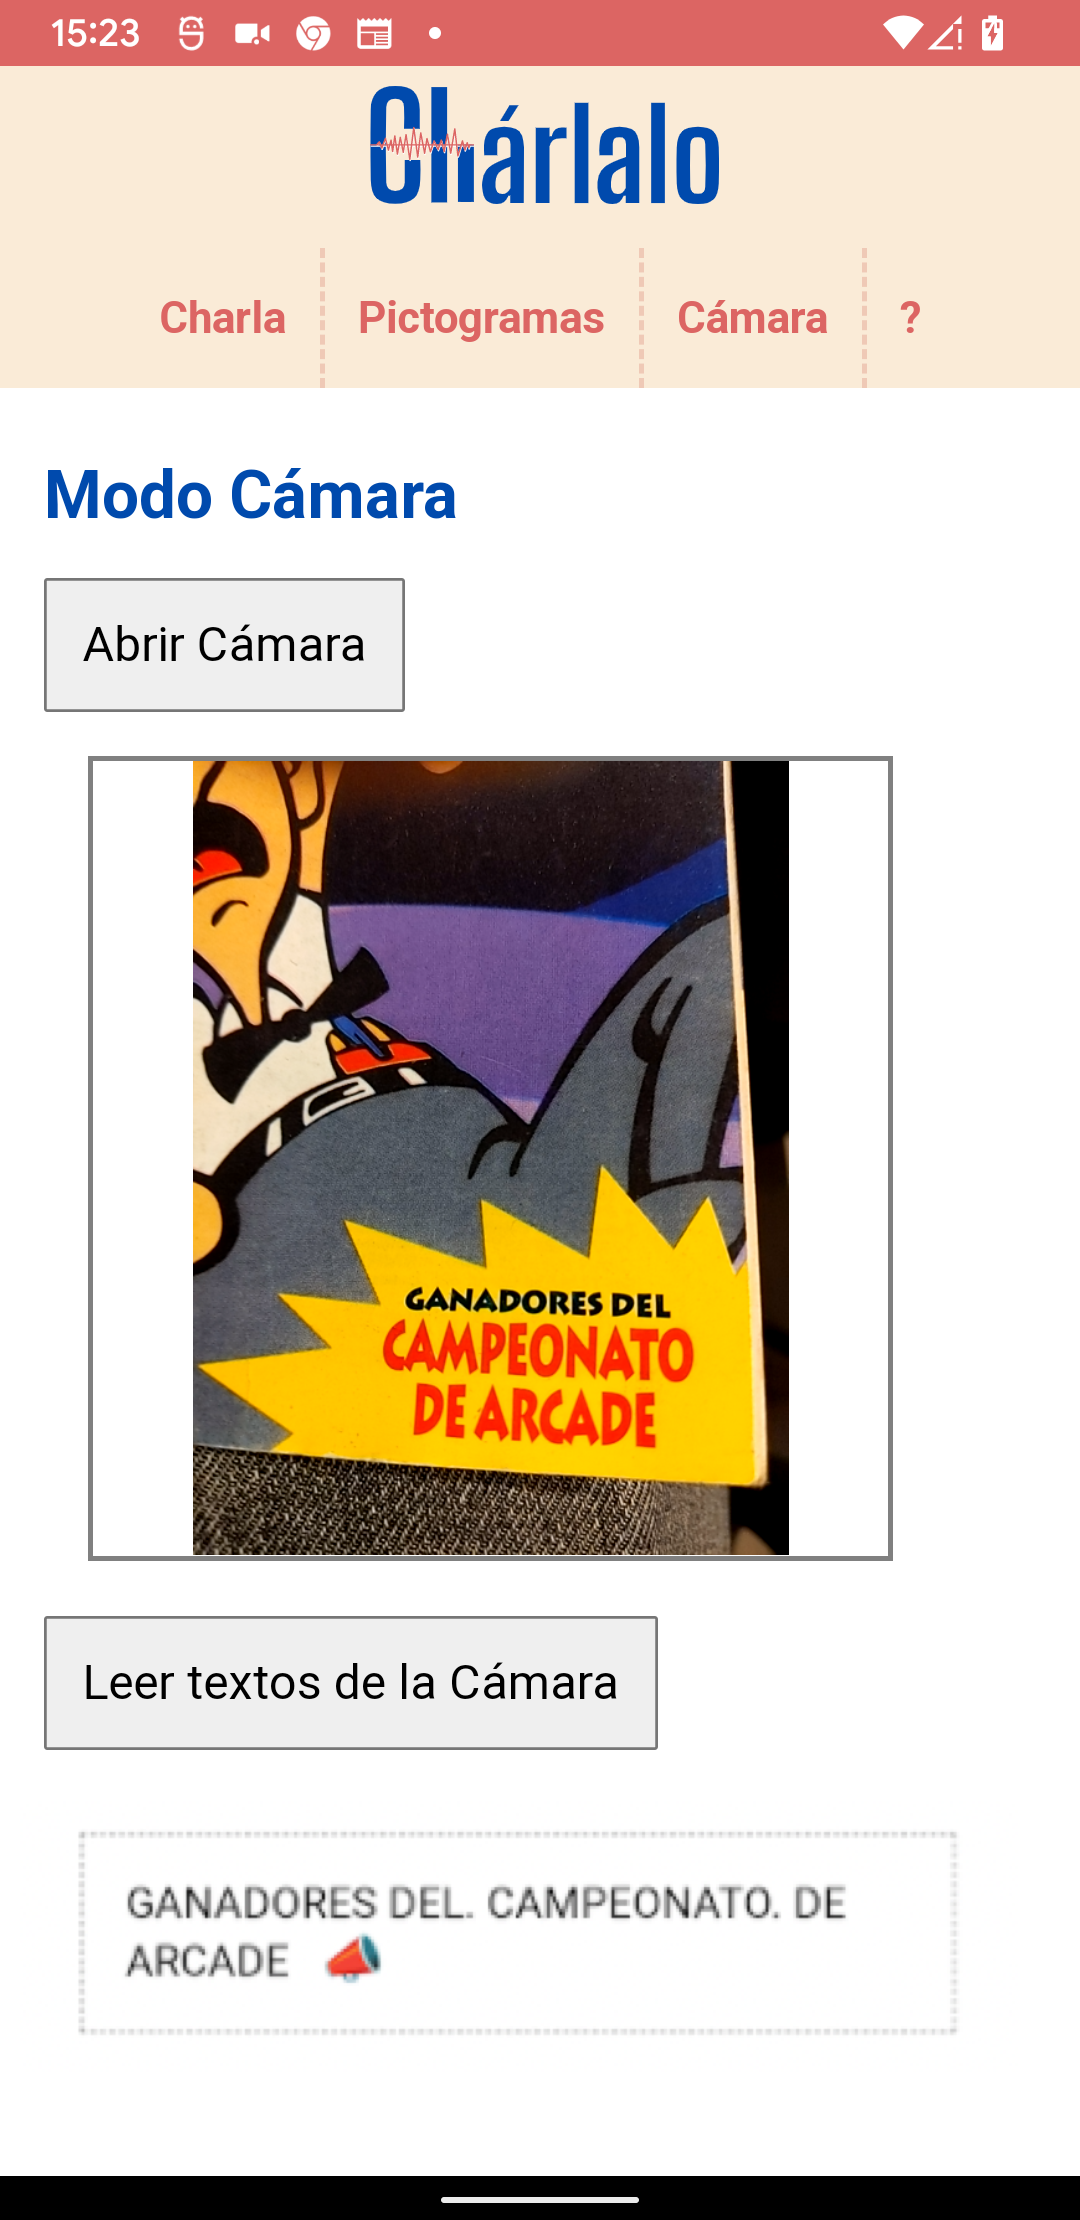 15:23
Chárlalo
Charla
Pictogramas
Cámara
?
Modo Cámara
Abrir Cámara
GANADORES DEL
CAMPEONATO
DE ARCADE
Leer textos de la Cámara
GANADORES DEL. CAMPEONATO. DE
ARCADE